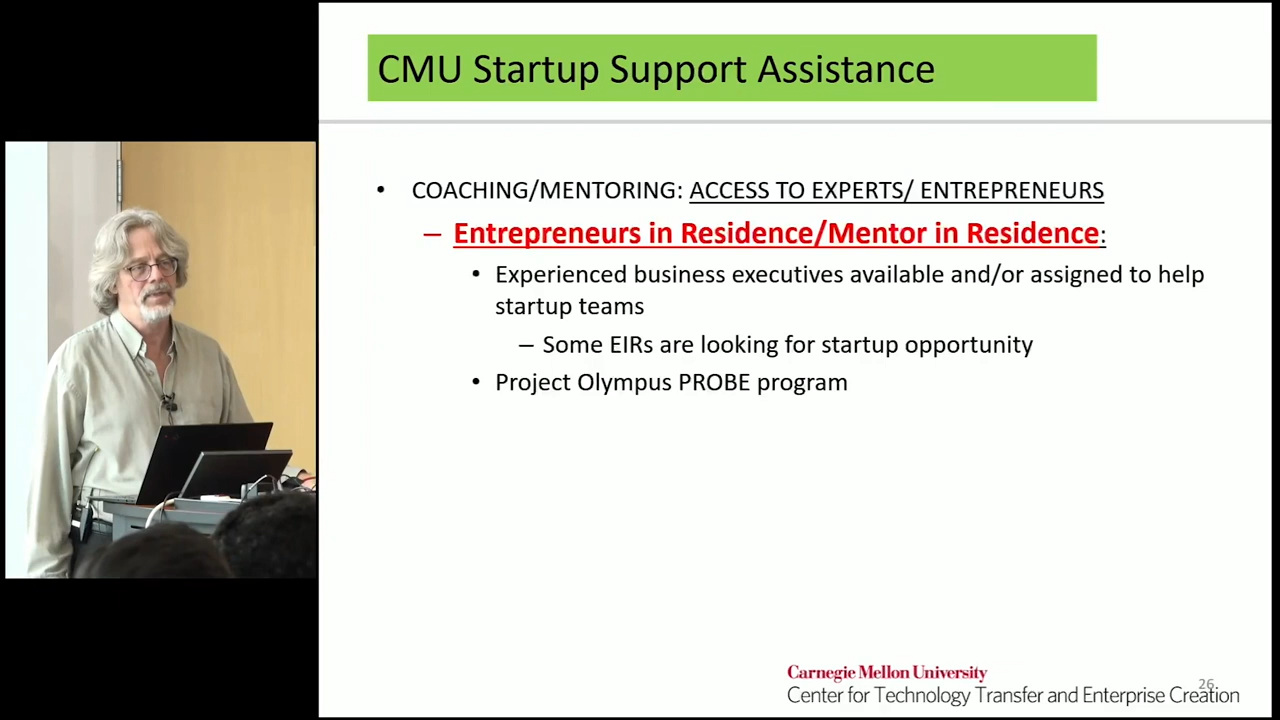 CMU Startup Support Assistance
• COACHING/MENTORING: ACCESS TO EXPERTS/ ENTREPRENEURS
– Entrepreneurs in Residence/Mentor in Residence:
• Experienced business executives available and/or assigned to help
startup teams
– Some EIRs are looking for startup opportunity
• Project Olympus PROBE program
Carnegie Mellon University
26
Center for Technology Transfer and Enterprise Creation